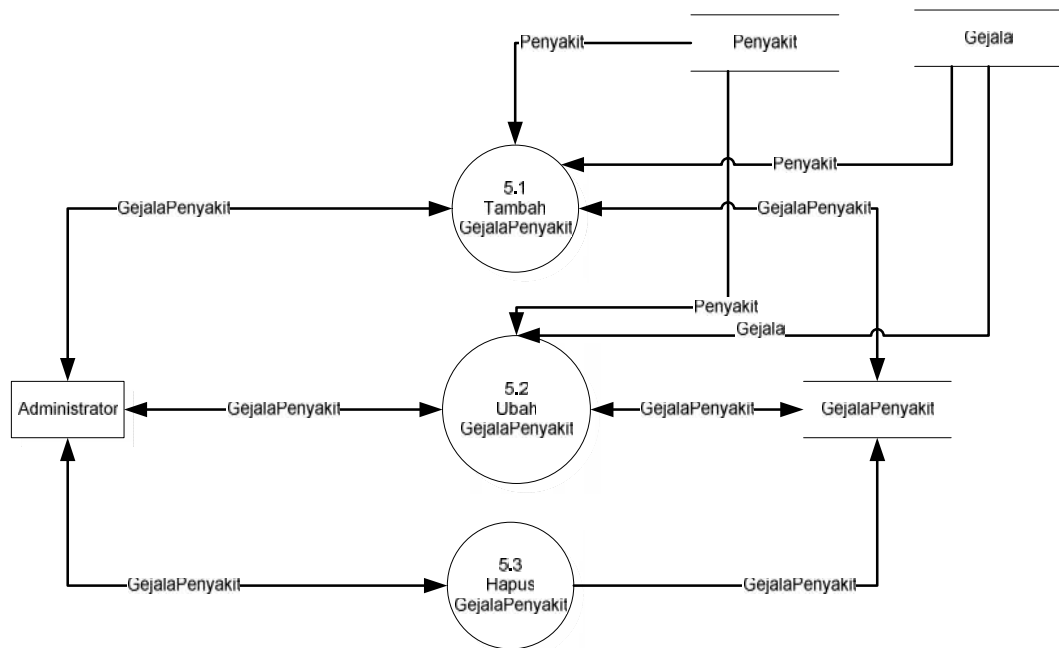 Penyakit
Penyakit
Gejala
Penyakit
5.1
Tambah
GejalaPenyakit
GejalaPenyakit
GejalaPenyakit
Penyakit
Gejala
Administrator
GejalaPenyakit
5.2
Ubah
GejalaPenyakit
GejalaPenyakit
GejalaPenyakit
5.3
Hapus
GejalaPenyakit
GejalaPenyakit
GejalaPenyakit